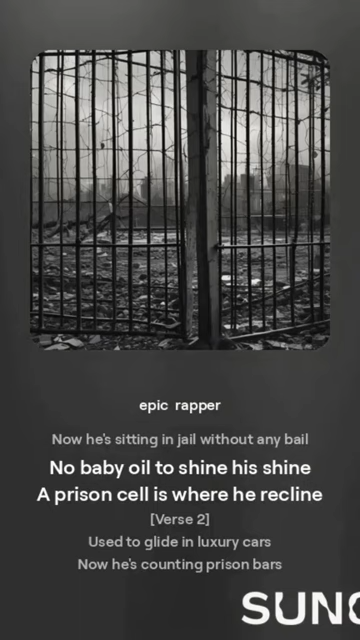 epic rapper
Now he's sitting in jail without any bail
No baby oil to shine his shine
A prison cell is where he recline
[Verse 2]
Used to glide in luxury cars
Now he's counting prison bars
SUNO